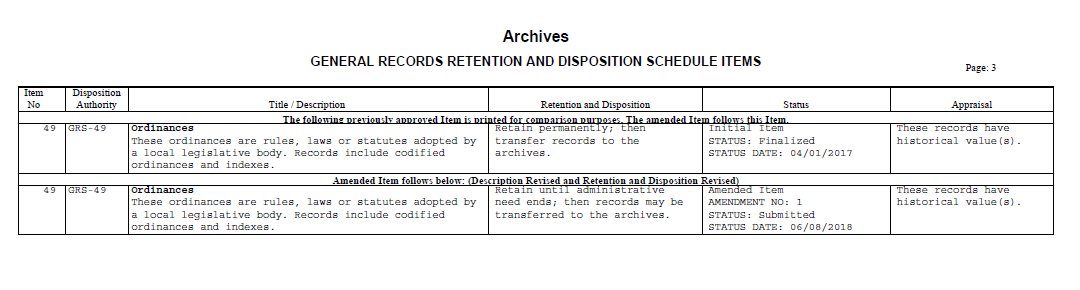 Archives
GENERAL RECORDS RETENTION AND DISPOSITION SCHEDULE ITEMS
Page: 3
Item No Disposition Authority Title / Description Retention and Disposition Status Appraisal
The following previously approved Item is printed for comparison purposes. The amended Item follows this Item.
49 GRS-49 Ordinances Retain permanently; then Initial Item These records have
These ordinances are rules, laws or statutes adopted by transfer records to the STATUS: Finalized historical value(s).
a local legislative body. Records include codified archives. STATUS DATE: 04/01/2017
ordinances and indexes.
Amended Item follows below: (Description Revised and Retention and Disposition Revised)
49 GRS-49 Ordinances Retain until administrative Amended Item These records have
These ordinances are rules, laws or statutes adopted by need ends; then records may be AMENDMENT NO: 1 historical value(s).
a local legislative body. Records include codified transferred to the archives. STATUS: Submitted
ordinances and indexes. STATUS DATE: 06/08/2018